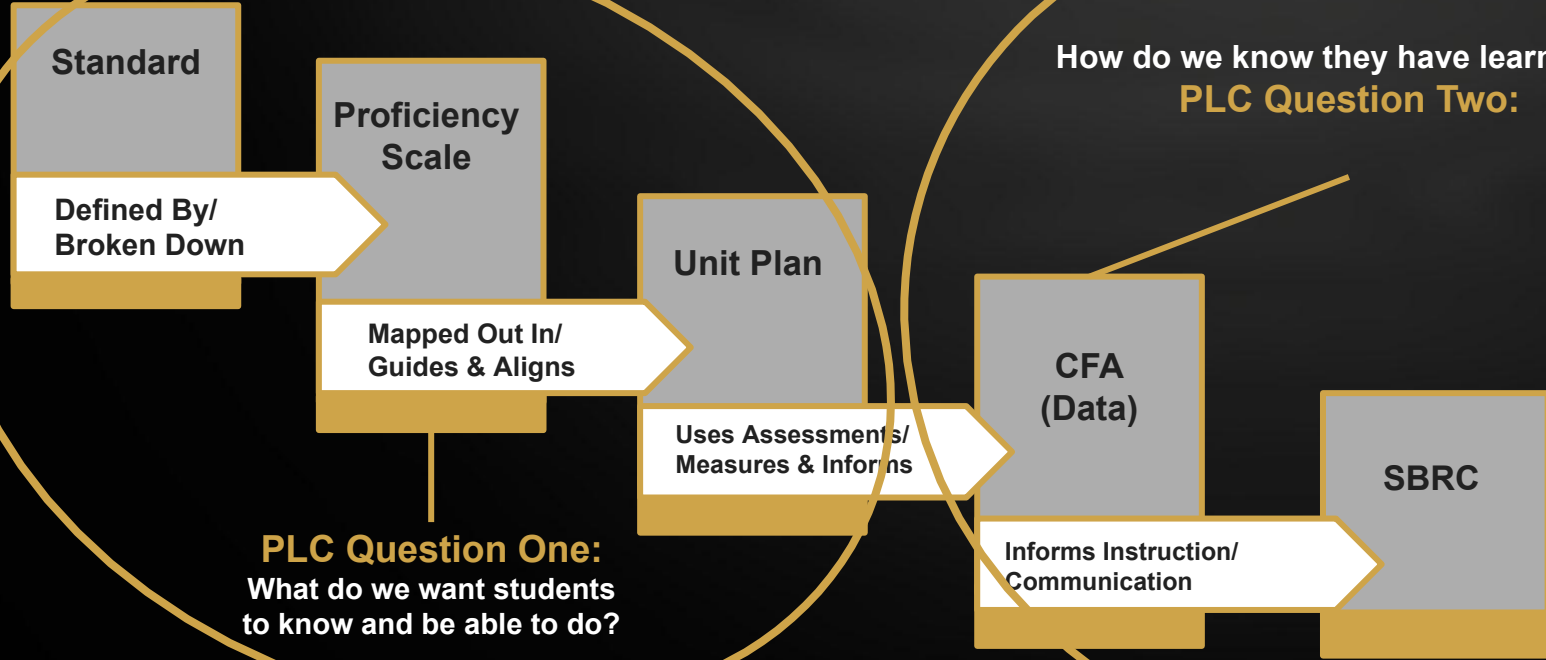 Standard
Defined By/
Broken Down
Proficiency
Scale
Mapped Out In/
Guides & Aligns
PLC Question One:
What do we want students
to know and be able to do?
Unit Plan
Uses Assessments/
Measures & Informs
How do we know they have learn
PLC Question Two:
CFA
(Data)
Informs Instruction/
Communication
SBRC